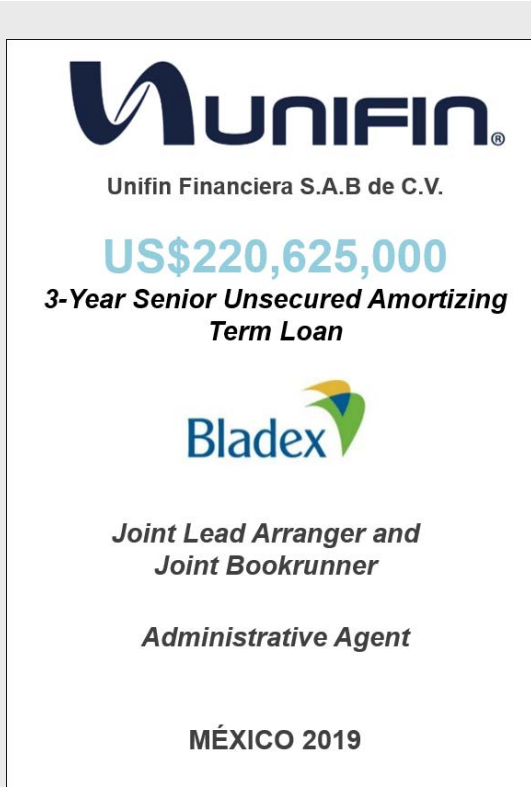 UNIFIN®
Unifin Financiera S.A.B de C.V.
US$220,625,000
3-Year Senior Unsecured Amortizing
Term Loan
Bladex
Joint Lead Arranger and
Joint Bookrunner
Administrative Agent
MÉXICO 2019